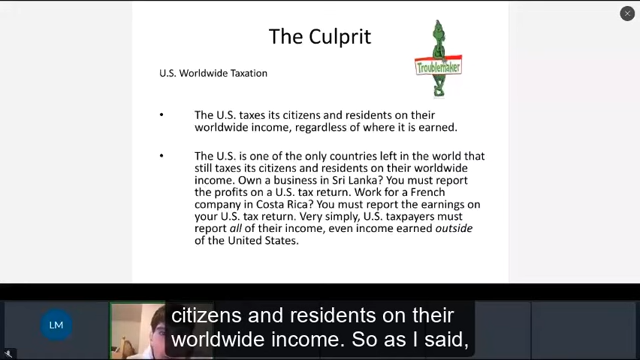 The Culprit
Troublemaker
U.S. Worldwide Taxation
• The U.S. taxes its citizens and residents on their
worldwide income, regardless of where it is earned.
• The U.S. is one of the only countries left in the world that
still taxes its citizens and residents on their worldwide
income. Own a business in Sri Lanka? You must report
the profits on a U.S. tax return. Work for a French
company in Costa Rica? You must report the earnings on
your U.S. tax return. Very simply, U.S. taxpayers must
report all of their income, even income earned outside
of the United States.
LM
citizens and residents on their
worldwide income. So as I said,